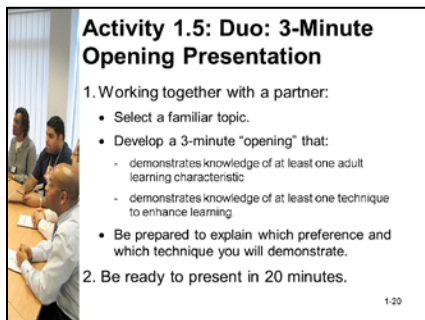 Activity 1.5: Duo: 3-Minute
Opening Presentation
1. Working together with a partner:
• Select a familiar topic.
• Develop a 3-minute “opening” that:
- demonstrates knowledge of at least one adult
learning characteristic
- demonstrates knowledge of at least one technique
to enhance learning.
• Be prepared to explain which preference and
which technique you will demonstrate.
2. Be ready to present in 20 minutes.
1-20